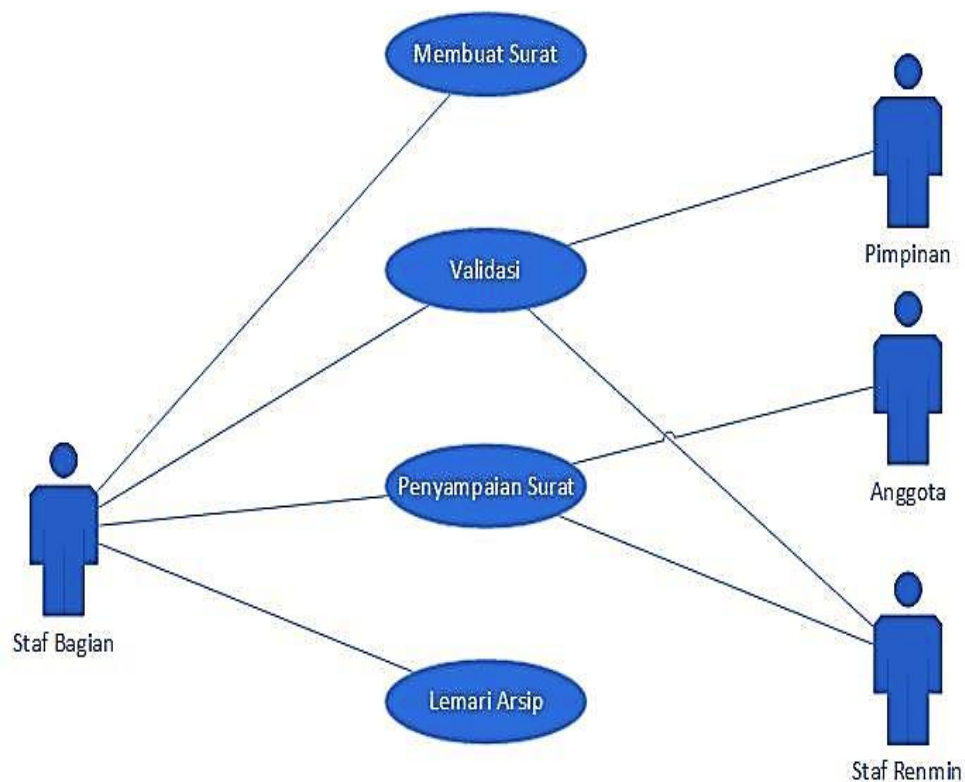 Membuat Surat
Pimpinan
Validasi
Anggota
Penyampaian Surat
Staf Bagian
Lemari Arsip
Staf Renmin